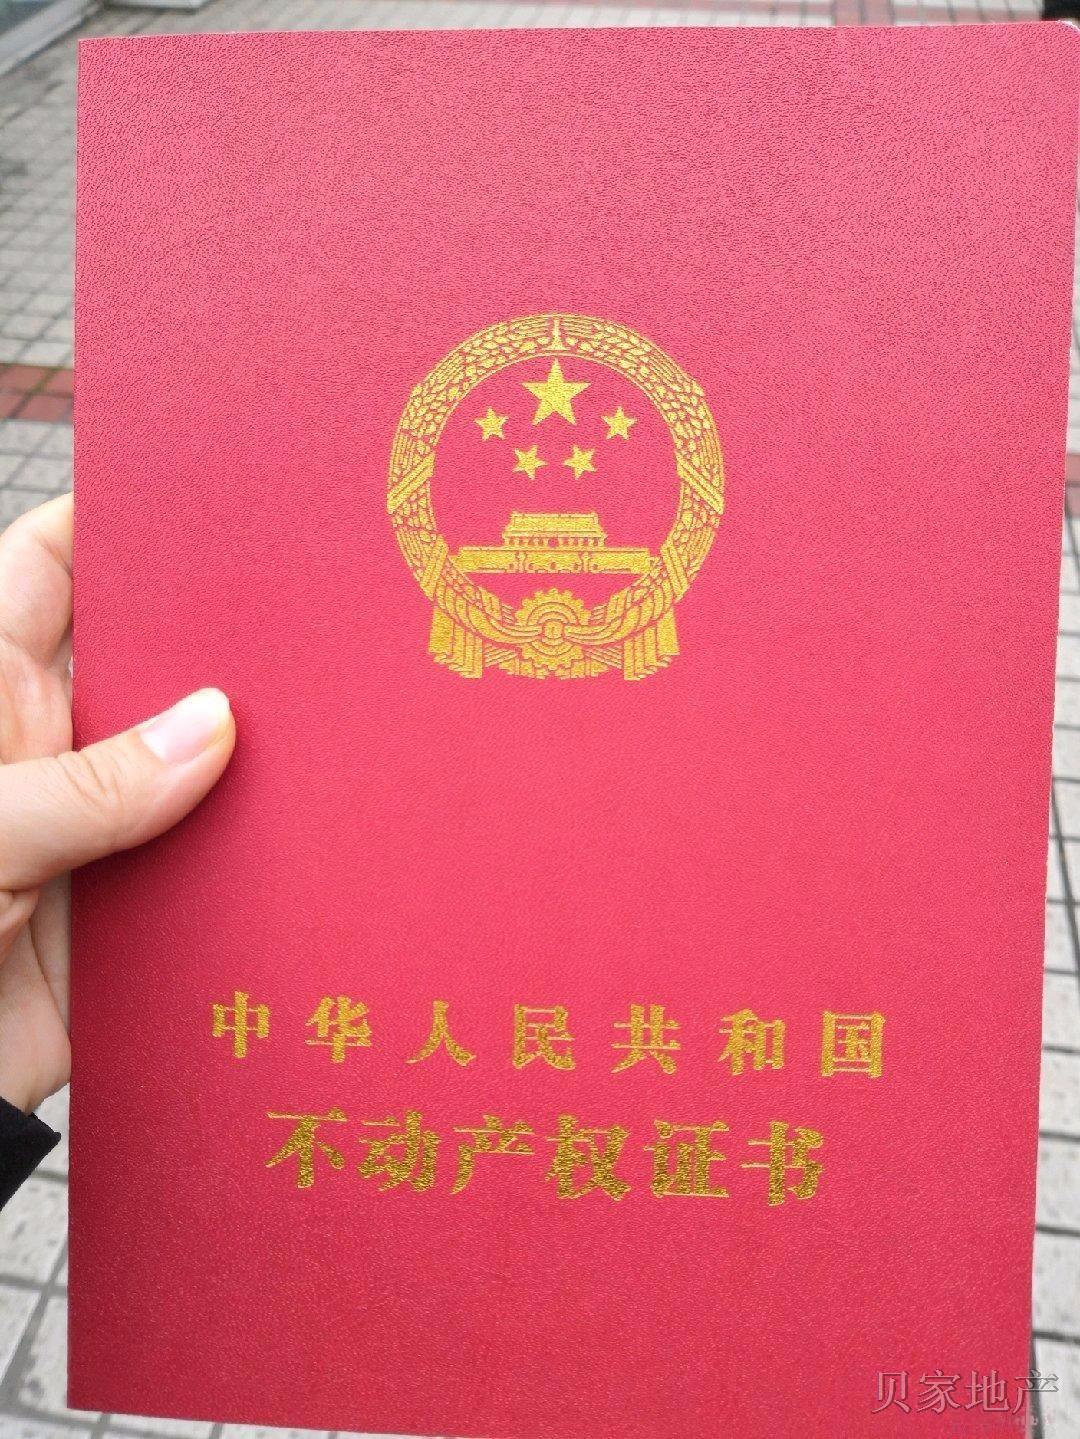 中华人民共和国
不动产权证书
贝家地产